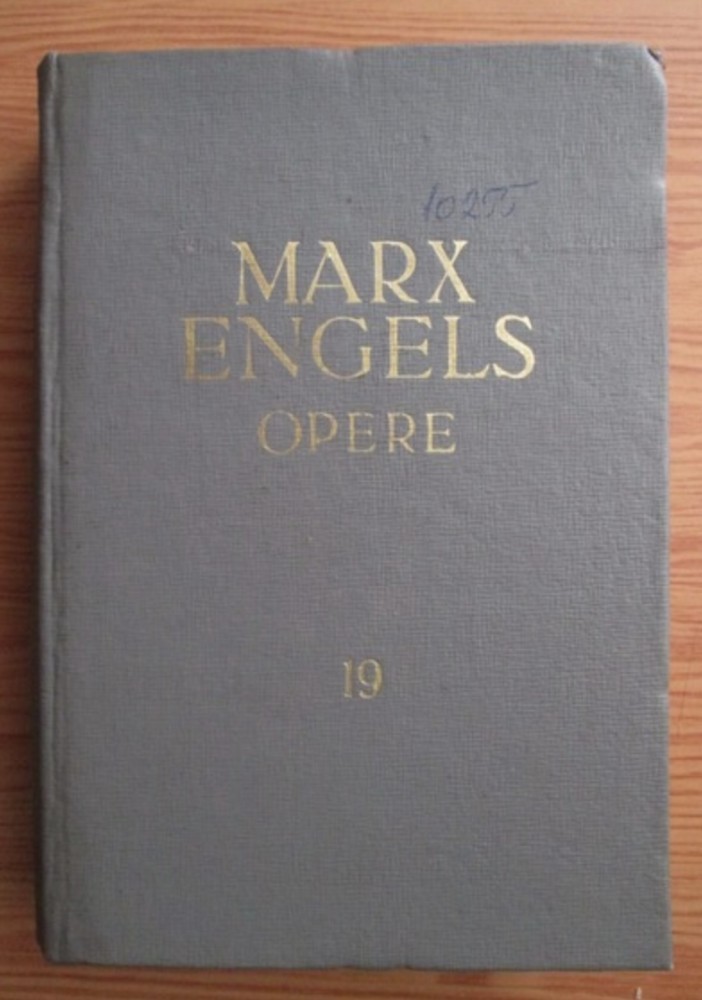 10255
MARX
ENGELS
OPERE
19